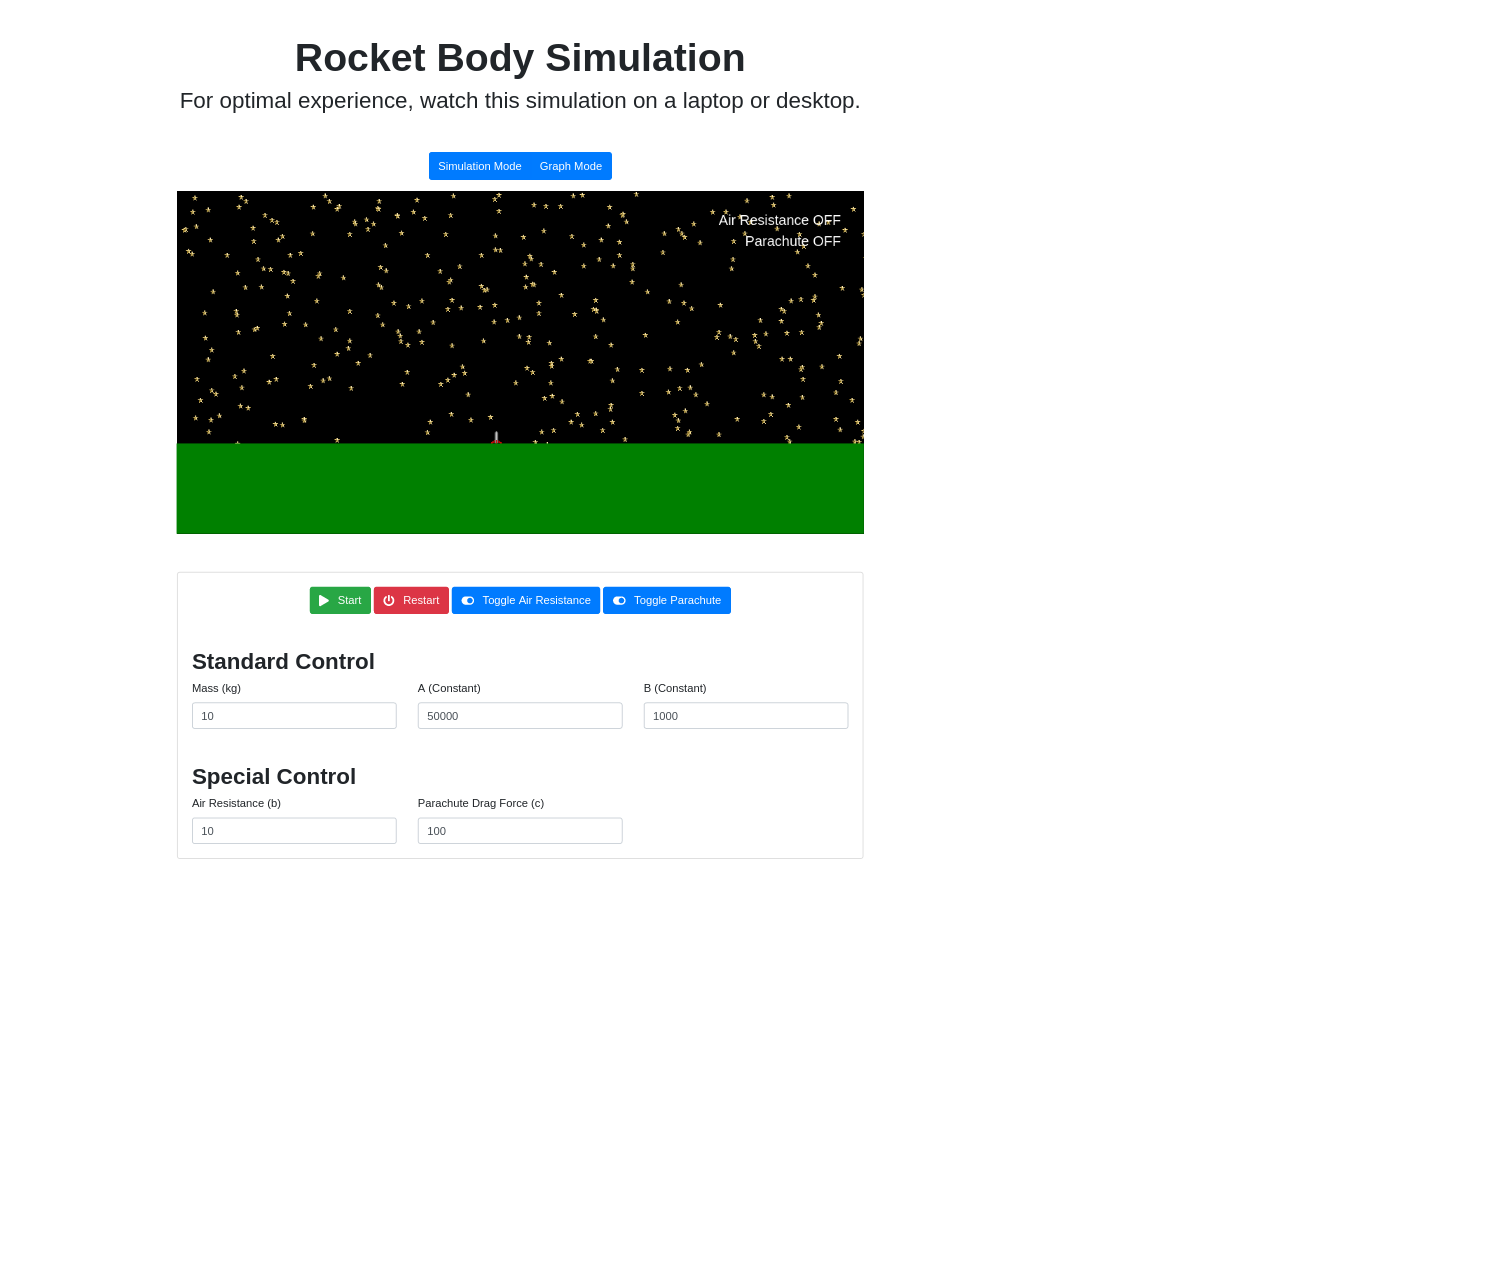 Rocket Body Simulation
For optimal experience, watch this simulation on a laptop or desktop.
Simulation Mode Graph Mode
Air Resistance OFF
Parachute OFF
Start Restart Toggle Air Resistance Toggle Parachute
Standard Control
Mass (kg) A (Constant) B (Constant)
10 50000 1000
Special Control
Air Resistance (b) Parachute Drag Force (c)
10 100